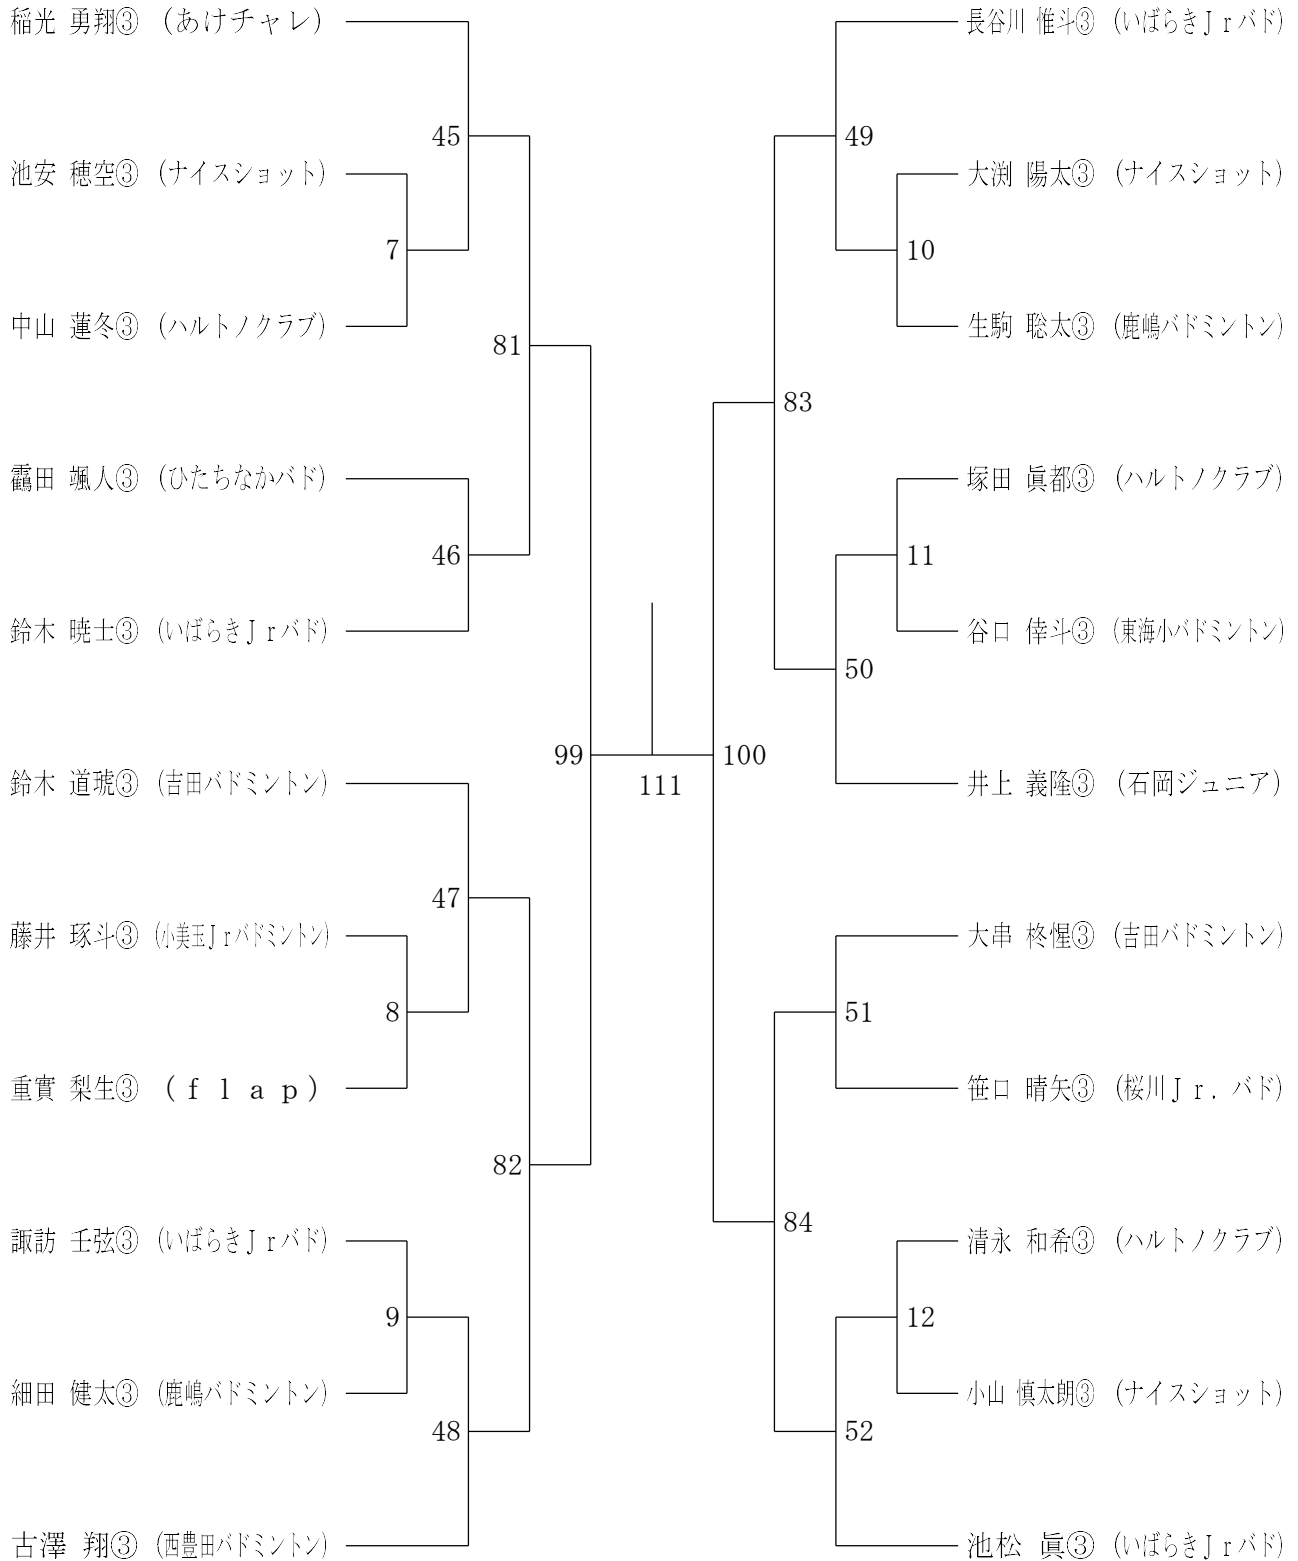 稲光 勇翔③ (あけチャレ)
45
池安 穂空③ (ナイスショット)
7
中山 蓮冬③ (ハルトノクラブ)
81
靏田 颯人③ (ひたちなかバド)
46
鈴木 暁士③ (いばらきＪｒバド)
99
鈴木 道琥③ (吉田バドミントン)
47
藤井 琢斗③ (小美玉Ｊｒバドミントン)
8
重實 梨生③ (ｆｌａｐ)
82
諏訪 壬弦③ (いばらきＪｒバド)
9
細田 健太③ (鹿嶋バドミントン)
48
古澤 翔③ (西豊田バドミントン)
111
長谷川 惟斗③ (いばらきＪｒバド)
49
大渕 陽太③ (ナイスショット)
10
生駒 聡太③ (鹿嶋バドミントン)
83
塚田 眞都③ (ハルトノクラブ)
11
谷口 倖斗③ (東海小バドミントン)
50
100
井上 義隆③ (石岡ジュニア)
大串 柊惺③ (吉田バドミントン)
51
笹口 晴矢③ (桜川Ｊｒ．バド)
84
清永 和希③ (ハルトノクラブ)
12
小山 慎太朗③ (ナイスショット)
52
池松 眞③ (いばらきＪｒバド)